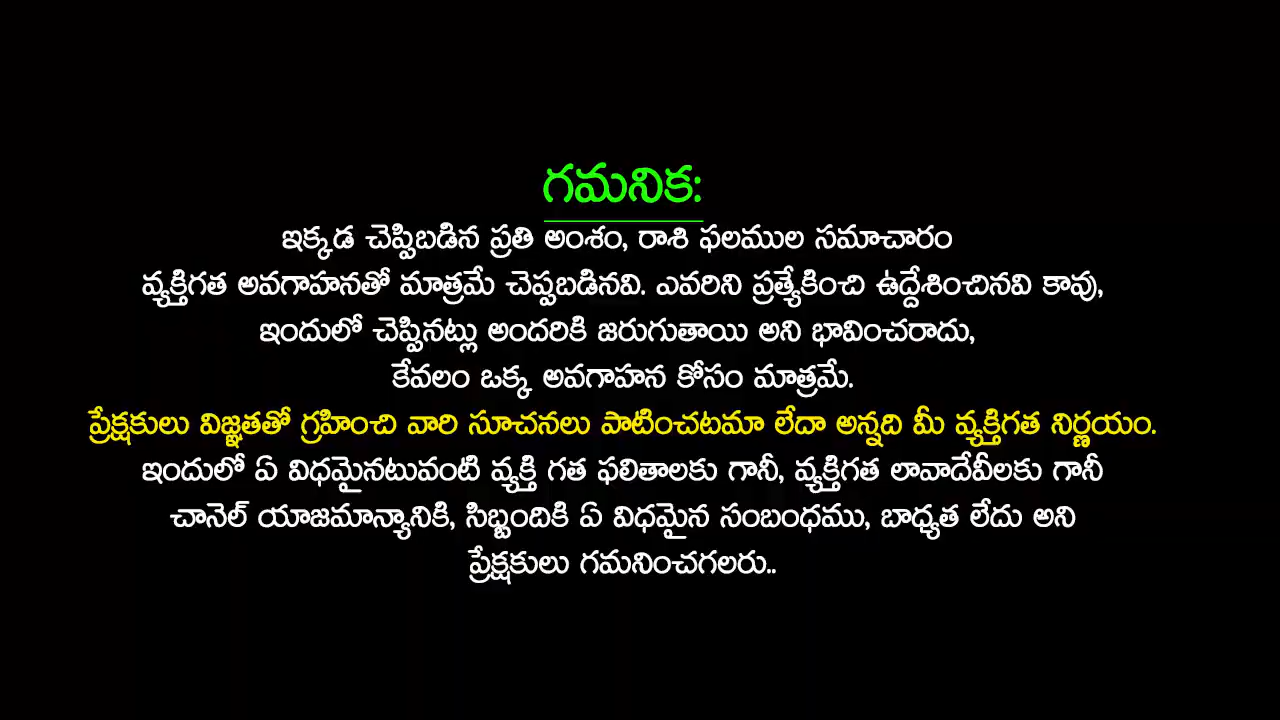 గమనిక:
ఇక్కడ చెప్పిబడిన ప్రతి అంశం, రాశి ఫలముల సమాచారం
వ్యక్తిగత అవగాహనతో మాత్రమే చెప్పబడినవి. ఎవరిని ప్రత్యేకించి ఉద్దేశించినవి కావు,
ఇందులో చెప్పినట్లు అందరికి జరుగుతాయి అని భావించరాదు,
కేవలం ఒక్క అవగాహన కోసం మాత్రమే.
ప్రేక్షకులు విజ్ఞతతో గ్రహించి వారి సూచనలు పాటించటమా లేదా అన్నది మీ వ్యక్తిగత నిర్ణయం.
ఇందులో ఏ విధమైనటువంటి వ్యక్తి గత ఫలితాలకు గానీ, వ్యక్తిగత లావాదేవీలకు గానీ
చానెల్ యాజమాన్యానికి, సిబ్బందికి ఏ విధమైన సంబంధము, బాధ్యత లేదు అని
ప్రేక్షకులు గమనించగలరు..